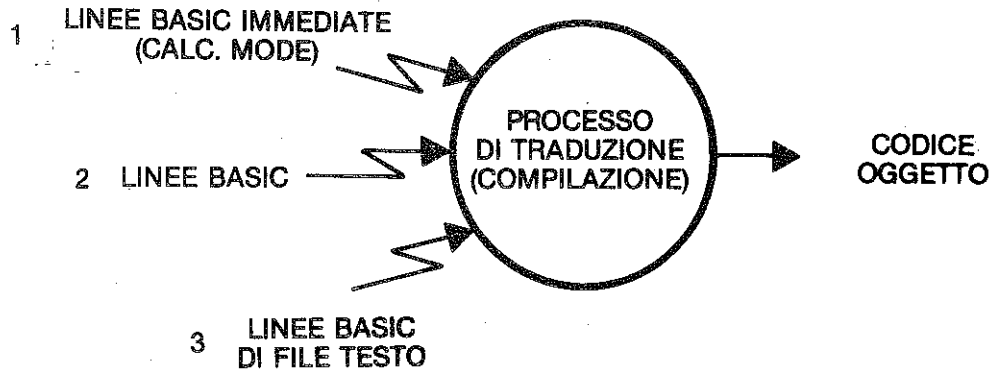 1 LINEE BASIC IMMEDIATE
(CALC. MODE)
PROCESSO
DI TRADUZIONE
(COMPILAZIONE)
CODICE
OGGETTO
2 LINEE BASIC
3 LINEE BASIC
DI FILE TESTO